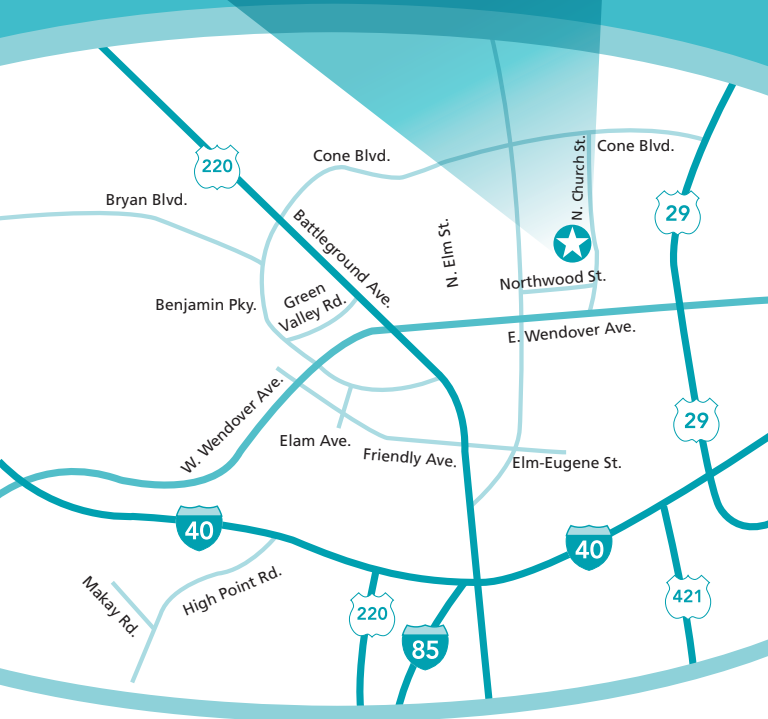 Cone Blvd.
N. Church St.
Cone Blvd.
220
Bryan Blvd.
29
Battleground Ave.
N. Elm St.
Northwood St.
Benjamin Pky.
Green
Valley Rd.
E. Wendover Ave.
W. Wendover Ave.
29
Elam Ave.
Friendly Ave.
Elm-Eugene St.
40
40
Makay Rd.
High Point Rd.
220
421
85